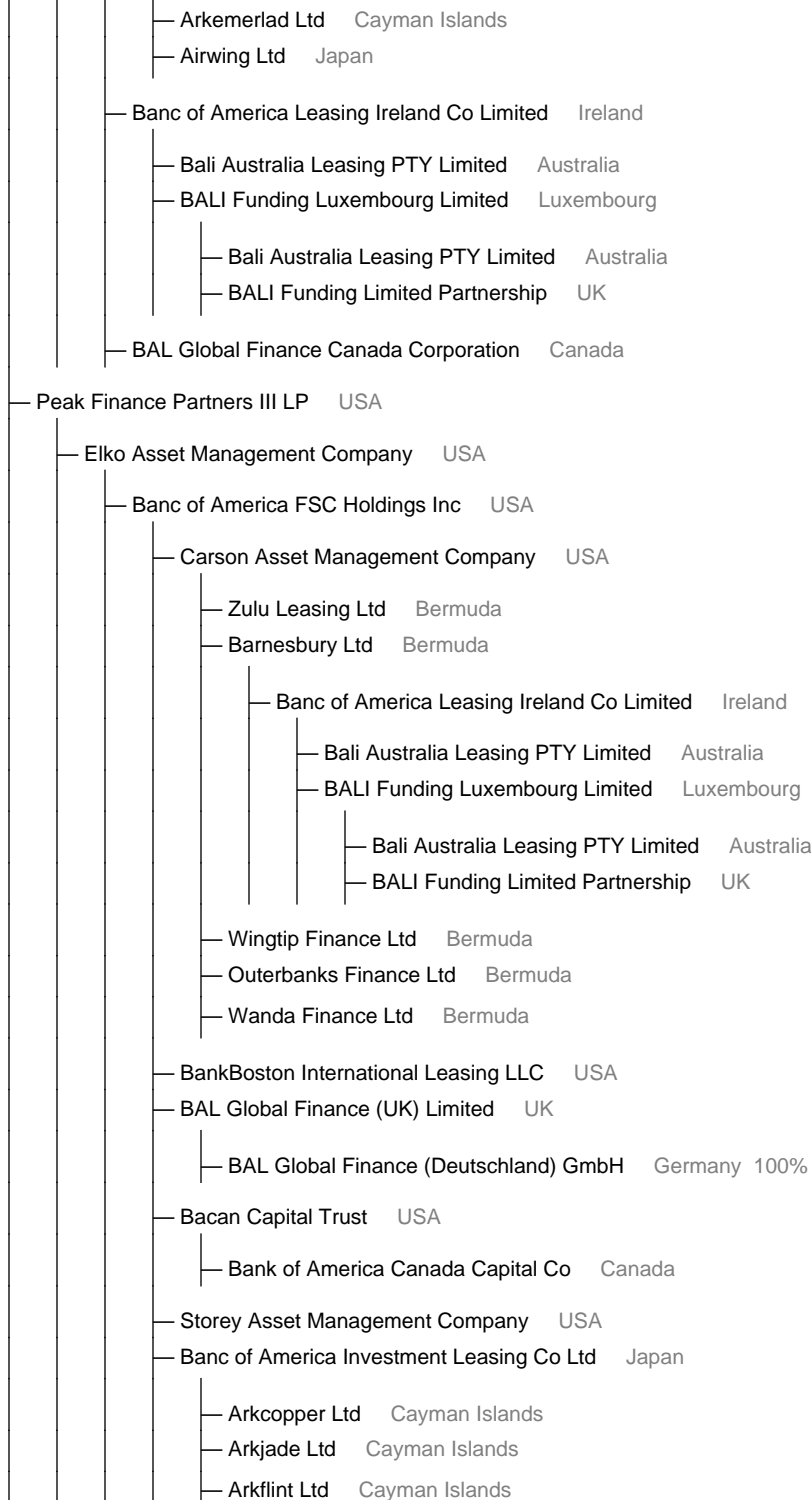 Arkemerlad Ltd Cayman Islands
Airwing Ltd Japan
Banc of America Leasing Ireland Co Limited Ireland
Bali Australia Leasing PTY Limited Australia
BALI Funding Luxembourg Limited Luxembourg
Bali Australia Leasing PTY Limited Australia
BALI Funding Limited Partnership UK
BAL Global Finance Canada Corporation Canada
Peak Finance Partners III LP USA
Elko Asset Management Company USA
Banc of America FSC Holdings Inc USA
Carson Asset Management Company USA
Zulu Leasing Ltd Bermuda
Barnesbury Ltd Bermuda
Banc of America Leasing Ireland Co Limited Ireland
Bali Australia Leasing PTY Limited Australia
BALI Funding Luxembourg Limited Luxembourg
Bali Australia Leasing PTY Limited Australia
BALI Funding Limited Partnership UK
Wingtip Finance Ltd Bermuda
Outerbanks Finance Ltd Bermuda
Wanda Finance Ltd Bermuda
BankBoston International Leasing LLC USA
BAL Global Finance (UK) Limited UK
BAL Global Finance (Deutschland) GmbH Germany 100%
Bacan Capital Trust USA
Bank of America Canada Capital Co Canada
Storey Asset Management Company USA
Banc of America Investment Leasing Co Ltd Japan
Arkcopper Ltd Cayman Islands
Arkjade Ltd Cayman Islands
Arkflint Ltd Cayman Islands